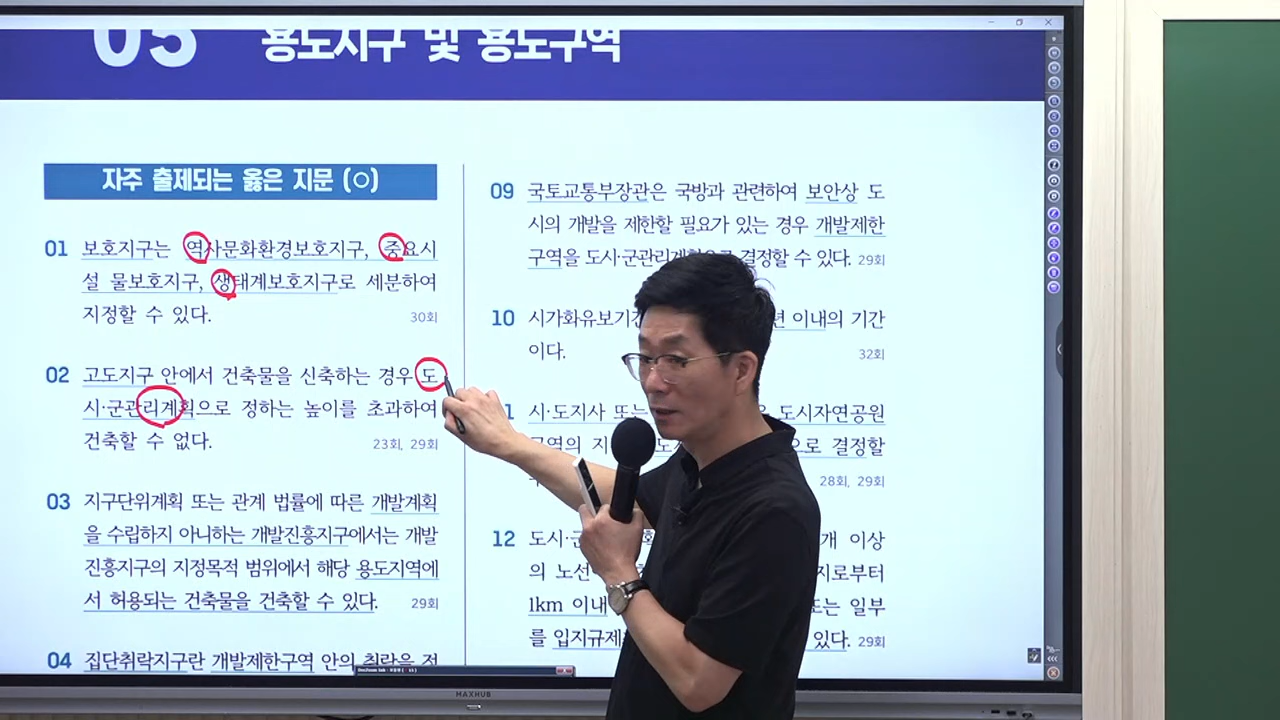 05
용도지구 및 용도구역
자주 출제되는 옳은 지문 (○)
01 보호지구는 역사문화환경보호지구, 중요시
설 물보호지구, 생태계보호지구로 세분하여
지정할 수 있다. 30회
02 고도지구 안에서 건축물을 신축하는 경우 도
시·군관리계획으로 정하는 높이를 초과하여
건축할 수 없다. 23회, 29회
03 지구단위계획 또는 관계 법률에 따른 개발계획
을 수립하지 아니하는 개발진흥지구에서는 개발
진흥지구의 지정목적 범위에서 해당 용도지역에
서 허용되는 건축물을 건축할 수 있다. 29회
04 집단취락지구란 개발제한구역 안의 취락을 정
09 국토교통부장관은 국방과 관련하여 보안상 도
시의 개발을 제한할 필요가 있는 경우 개발제한
구역을 도시·군관리계획으로 결정할 수 있다. 29회
10 시가화유보기간 이내의 기간
이다. 32회
시·도지사 또는 도시자연공원
구역의 으로 결정할
28회, 29회
12 이상
의 노선
1km 이내 또는 일부
를 입지규제 있다. 29회
MAXHUB